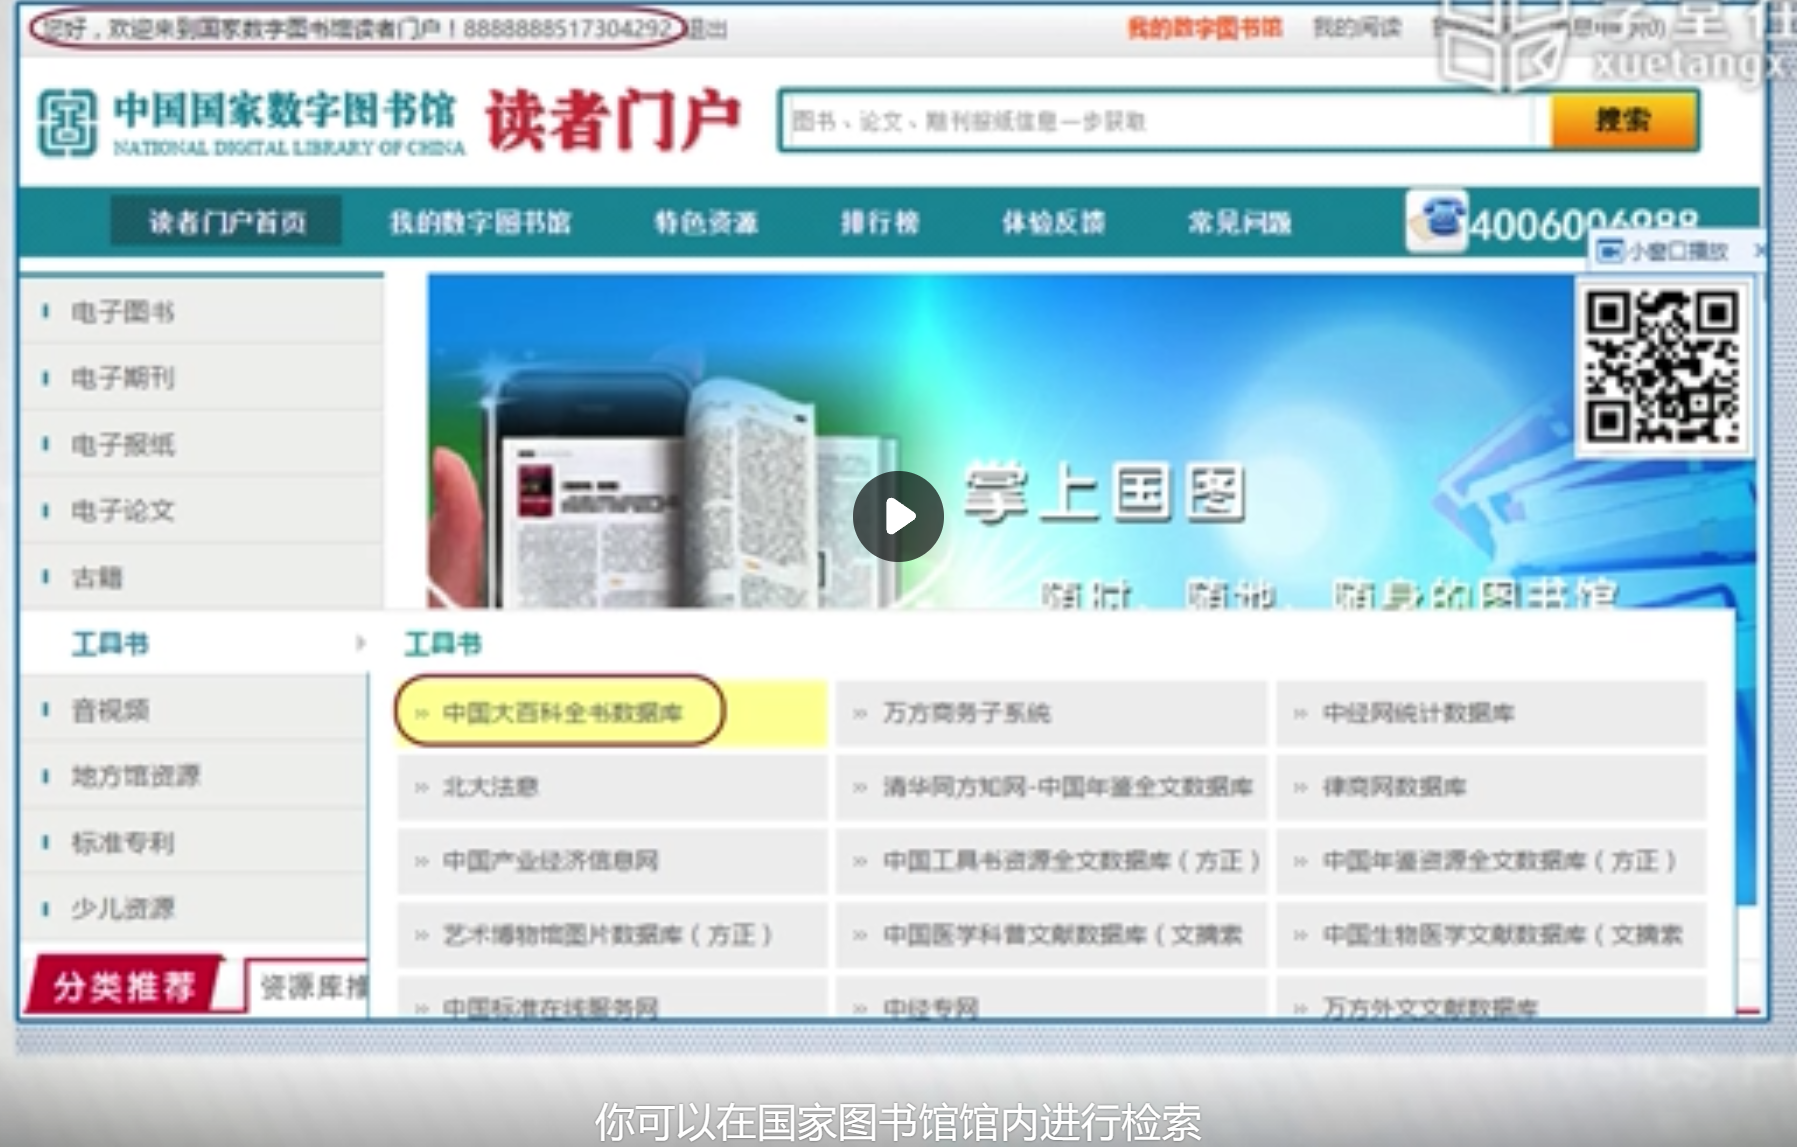 您好，欢迎来到国家数字图书馆读者门户！8888888517304292 退出
我的数字图书馆 我的阅读
学堂在
xuetangx
中国国家数字图书馆 读者门户
NATIONAL DIGITAL LIBRARY OF CHINA
图书、论文、期刊报纸信息一步获取
搜索
读者门户首页 我的数字图书馆 特色资源 排行榜 体验反馈 常见问题 4006006988
小窗口播放
电子图书
电子期刊
电子报纸
电子论文
古籍
掌上国图
随时、随地、随身的图书馆
工具书
音视频
地方馆资源
标准专利
少儿资源
分类推荐 资源库推
工具书
中国大百科全书数据库 万方商务子系统 中经网统计数据库
北大法意 清华同方知网-中国年鉴全文数据库 律商网数据库
中国产业经济信息网 中国工具书资源全文数据库（方正） 中国年鉴资源全文数据库（方正）
艺术博物馆图片数据库（方正） 中国医学科普文献数据库（文摘索 中国生物医学文献数据库（文摘索
中国标准在线服务网 中经专网 万方外文文献数据库
你可以在国家图书馆馆内进行检索